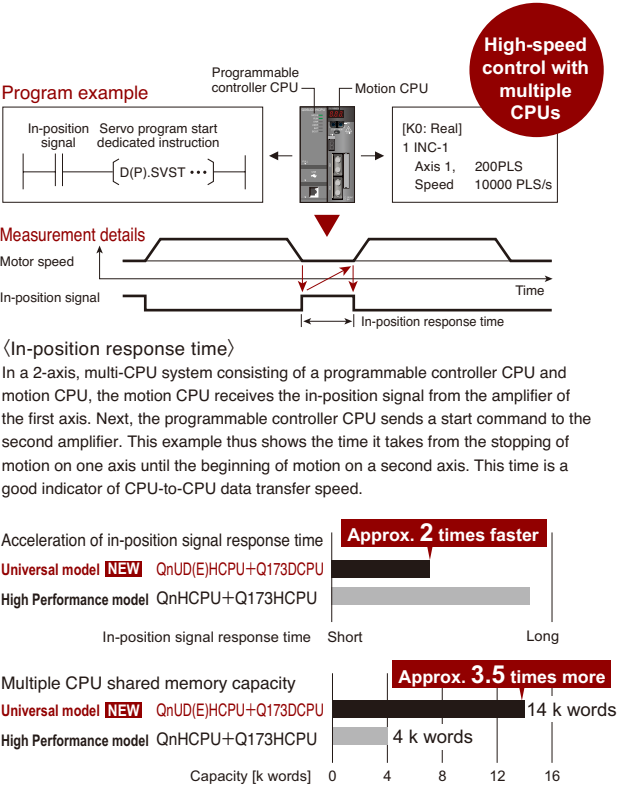 High-speed
control with
multiple
CPUs
Programmable
controller CPU
Motion CPU
Program example
In-position
signal
Servo program start
dedicated instruction
D(P).SVST •••
[K0: Real]
1 INC-1
Axis 1, 200PLS
Speed 10000 PLS/s
Measurement details
Motor speed
Time
In-position signal
In-position response time
〈In-position response time〉
In a 2-axis, multi-CPU system consisting of a programmable controller CPU and
motion CPU, the motion CPU receives the in-position signal from the amplifier of
the first axis. Next, the programmable controller CPU sends a start command to the
second amplifier. This example thus shows the time it takes from the stopping of
motion on one axis until the beginning of motion on a second axis. This time is a
good indicator of CPU-to-CPU data transfer speed.
Acceleration of in-position signal response time
Approx. 2 times faster
Universal model NEW QnUD(E)HCPU+Q173DCPU
High Performance model QnHCPU+Q173HCPU
In-position signal response time Short Long
Multiple CPU shared memory capacity
Approx. 3.5 times more
Universal model NEW QnUD(E)HCPU+Q173DCPU 14 k words
High Performance model QnHCPU+Q173HCPU 4 k words
Capacity [k words] 0 4 8 12 16